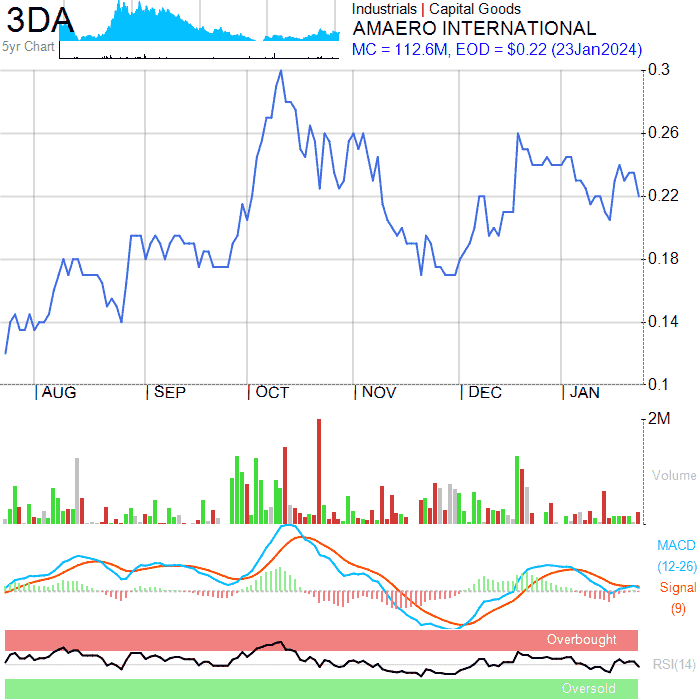 3DA
5yr Chart
Industrials | Capital Goods
AMAERO INTERNATIONAL
MC = 112.6M, EOD = $0.22 (23Jan2024)
0.3
0.26
0.22
0.18
0.14
0.1
AUG SEP OCT NOV DEC JAN
2M
Volume
MACD
(12-26)
Signal
(9)
Overbought
RSI(14)
Oversold